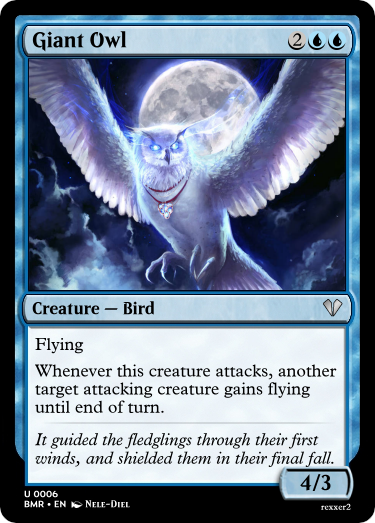 Giant Owl 2
Creature — Bird
Flying
Whenever this creature attacks, another
target attacking creature gains flying
until end of turn.
It guided the fledglings through their first
winds, and shielded them in their final fall.
4/3
U 0006
BMR • EN Nele-Diel
rexxer2